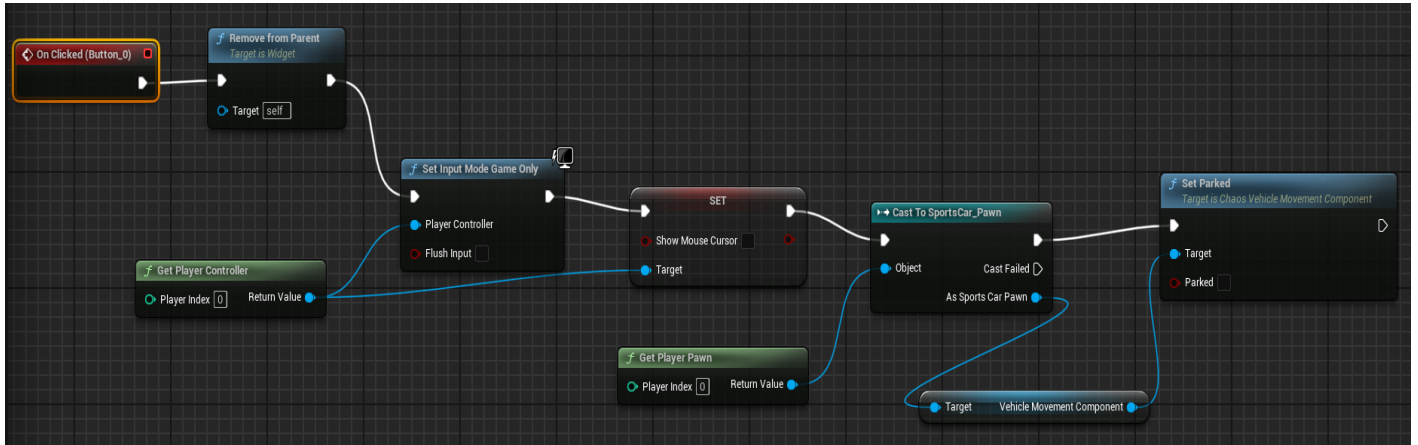 On Clicked (Button_0)
f Remove from Parent
Target is Widget
Target self
f Set Input Mode Game Only
Player Controller
Flush Input
f Get Player Controller
Player Index 0 Return Value
SET
Show Mouse Cursor
Target
Cast To SportsCar_Pawn
Object Cast Failed
As Sports Car Pawn
f Get Player Pawn
Player Index 0 Return Value
Target Vehicle Movement Component
f Set Parked
Target is Chaos Vehicle Movement Component
Target
Parked